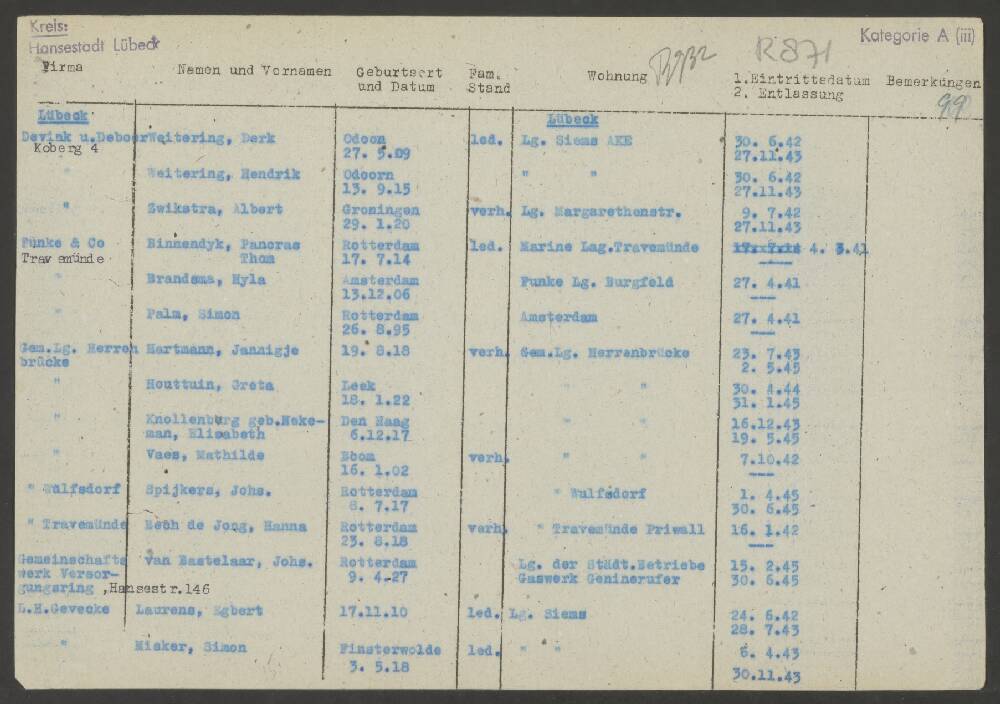 Kreis:
Hansestadt Lübeck
Kategorie A (iii)
R 871
Firma Namen und Vornamen Geburtsort und Datum Fam. Stand Wohnung 1.Eintrittsdatum 2. Entlassung Bemerkungen
99
Lübeck Lübeck
Devink u.Deboer Weitering, Derk Odoon led. Lg. Siems AKE 30. 6.42
Koberg 4 27. 5.09 27.11.43
" Weitering, Hendrik Odoorn " " 30. 6.42
13. 9.15 27.11.43
" Zwikstra, Albert Groningen verh. Lg. Margarethenstr. 9. 7.42
29. 1.20 27.11.43
Funke & Co Binnendyk, Pancras Rotterdam led. Marine Lag.Travemünde 4. 3.41
Travemünde Thom 17. 7.14
" Brandsma, Hyla Amsterdam Funke Lg. Burgfeld 27. 4.41
13.12.06
" Palm, Simon Rotterdam Amsterdam 27. 4.41
26. 8.95
Gem.Lg. Herren Hartmann, Jannigje 19. 8.18 verh. Gem.Lg. Herrenbrücke 23. 7.43
brücke 2. 5.45
" Houttuin, Greta Leek " " 30. 4.44
18. 1.22 31. 1.45
" Knollenburg geb.Heke- Den Haag " " 16.12.43
man, Elisabeth 6.12.17 19. 5.45
" Vaes, Mathilde Boom verh. " " 7.10.42
16. 1.02
" Wulfsdorf Spijkers, Johs. Rotterdam " Wulfsdorf 1. 4.45
8. 7.17 30. 6.45
" Travemünde de Jong, Hanna Rotterdam verh. " Travemünde Priwall 16. 1.42
23. 8.18
Gemeinschafts van Bastelaar, Johs. Rotterdam Lg. der Städt.Betriebe 15. 2.45
werk Versor- 9. 4.27 Gaswerk Geninerufer 30. 6.45
gungsring ,Hansestr.146
L.H.Gevecke Laurens, Egbert 17.11.10 led. Lg. Siems 24. 6.42
28. 7.43
" Misker, Simon Finsterwolde led. " " 6. 4.43
3. 5.18 30.11.43